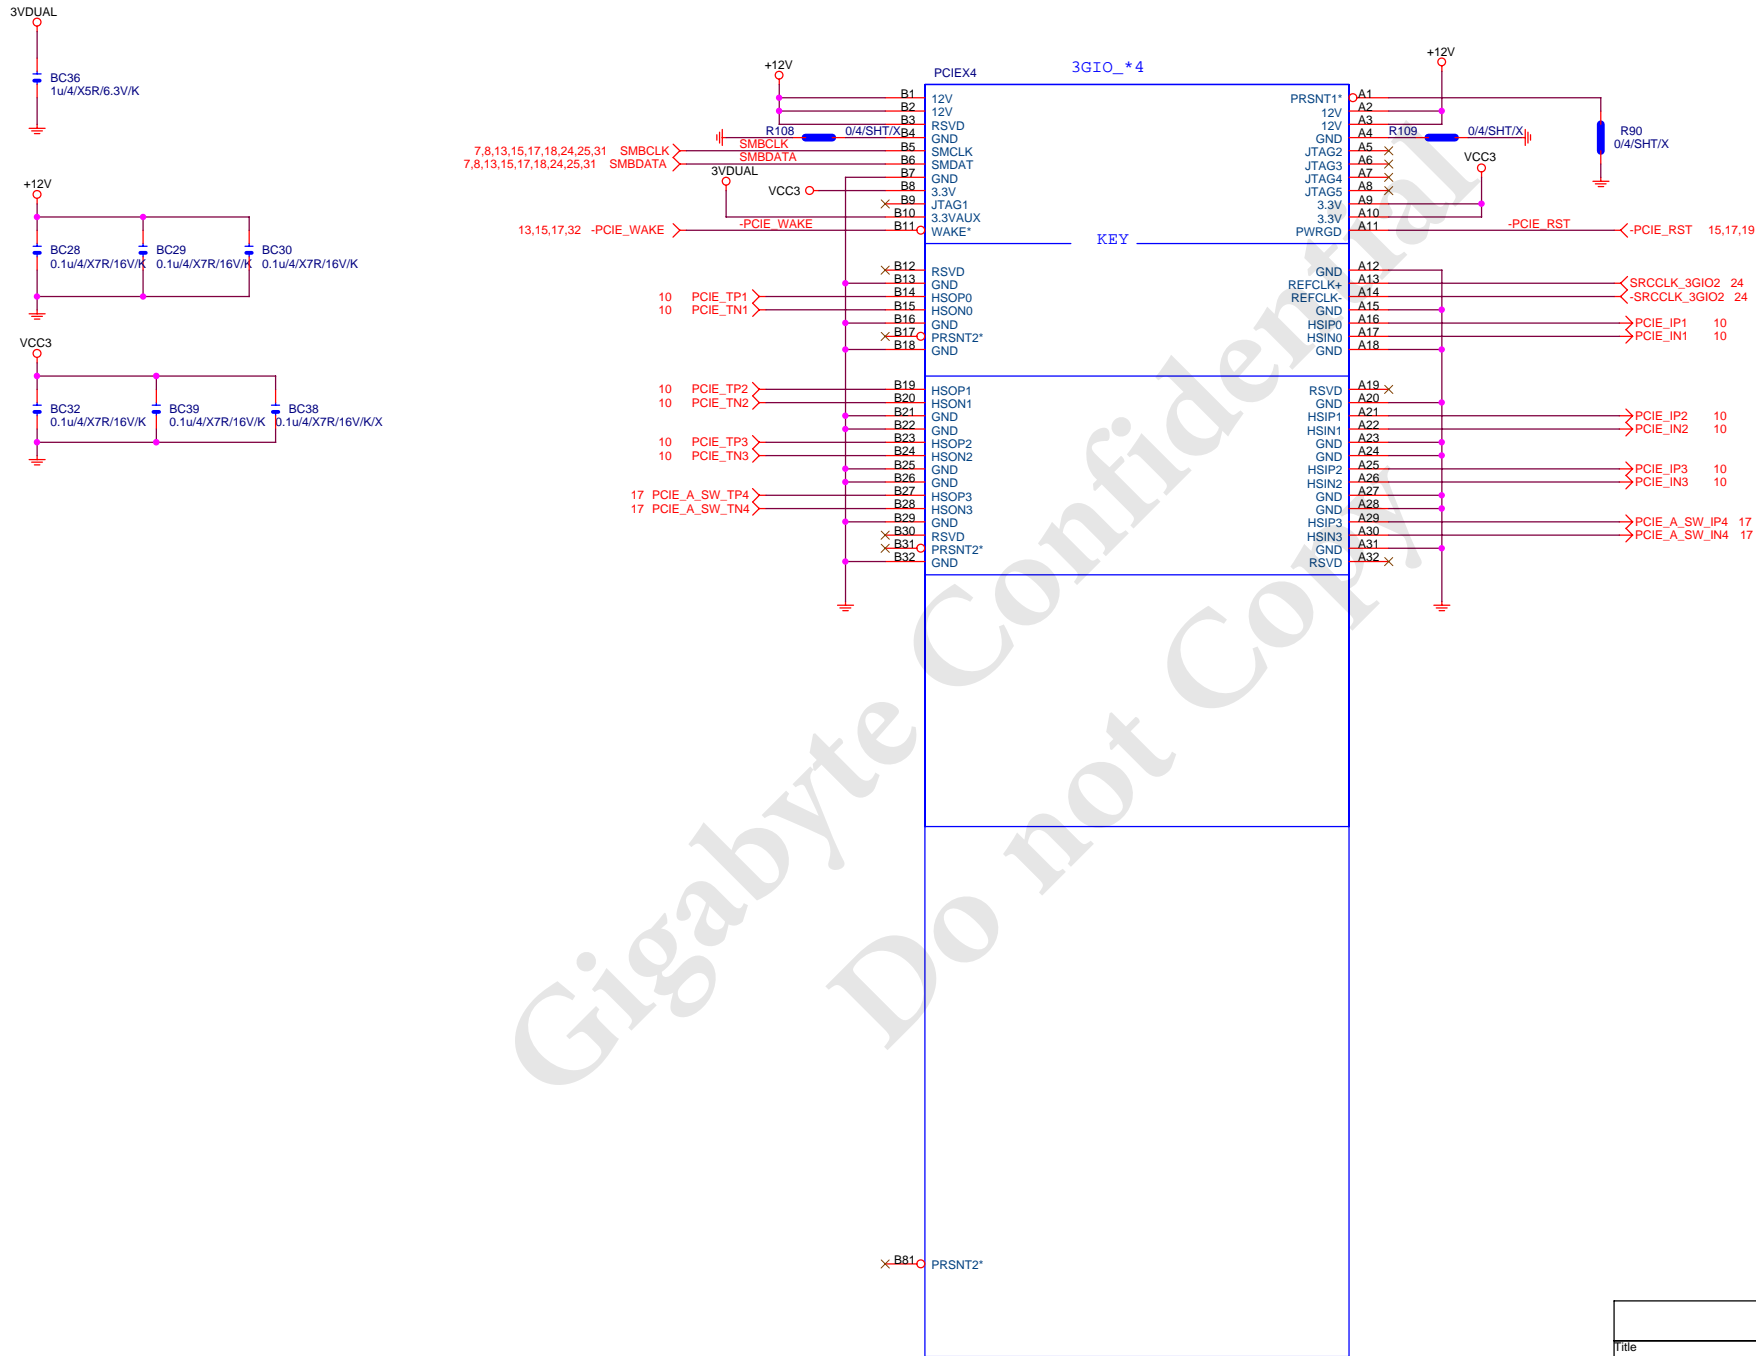 3VDUAL
BC36
1u/4/X5R/6.3V/K
+12V
BC28
0.1u/4/X7R/16V/K
BC29
0.1u/4/X7R/16V/K
BC30
0.1u/4/X7R/16V/K
VCC3
BC32
0.1u/4/X7R/16V/K
BC39
0.1u/4/X7R/16V/K
BC38
0.1u/4/X7R/16V/K/X
PCIEX4
3GIO_*4
+12V
+12V
R108 0/4/SHT/X
R109 0/4/SHT/X
R90
0/4/SHT/X
VCC3
3VDUAL
VCC3
7,8,13,15,17,18,24,25,31 SMBCLK SMBCLK
7,8,13,15,17,18,24,25,31 SMBDATA SMBDATA
13,15,17,32 -PCIE_WAKE -PCIE_WAKE
10 PCIE_TP1
10 PCIE_TN1
10 PCIE_TP2
10 PCIE_TN2
10 PCIE_TP3
10 PCIE_TN3
17 PCIE_A_SW_TP4
17 PCIE_A_SW_TN4
B1 12V
B2 12V
B3 RSVD
B4 GND
B5 SMCLK
B6 SMDAT
B7 GND
B8 3.3V
B9 JTAG1
B10 3.3VAUX
B11 WAKE*
KEY
B12 RSVD
B13 GND
B14 HSOP0
B15 HSON0
B16 GND
B17 PRSNT2*
B18 GND
B19 HSOP1
B20 HSON1
B21 GND
B22 GND
B23 HSOP2
B24 HSON2
B25 GND
B26 GND
B27 HSOP3
B28 HSON3
B29 GND
B30 RSVD
B31 PRSNT2*
B32 GND
B81 PRSNT2*
PRSNT1* A1
12V A2
12V A3
GND A4
JTAG2 A5
JTAG3 A6
JTAG4 A7
JTAG5 A8
3.3V A9
3.3V A10
PWRGD A11
GND A12
REFCLK+ A13
REFCLK- A14
GND A15
HSIP0 A16
HSIN0 A17
GND A18
RSVD A19
GND A20
HSIP1 A21
HSIN1 A22
GND A23
GND A24
HSIP2 A25
HSIN2 A26
GND A27
GND A28
HSIP3 A29
HSIN3 A30
GND A31
RSVD A32
-PCIE_RST -PCIE_RST 15,17,19
SRCCLK_3GIO2 24
-SRCCLK_3GIO2 24
PCIE_IP1 10
PCIE_IN1 10
PCIE_IP2 10
PCIE_IN2 10
PCIE_IP3 10
PCIE_IN3 10
PCIE_A_SW_IP4 17
PCIE_A_SW_IN4 17
Gigabyte Confidential
Do not Copy
Title